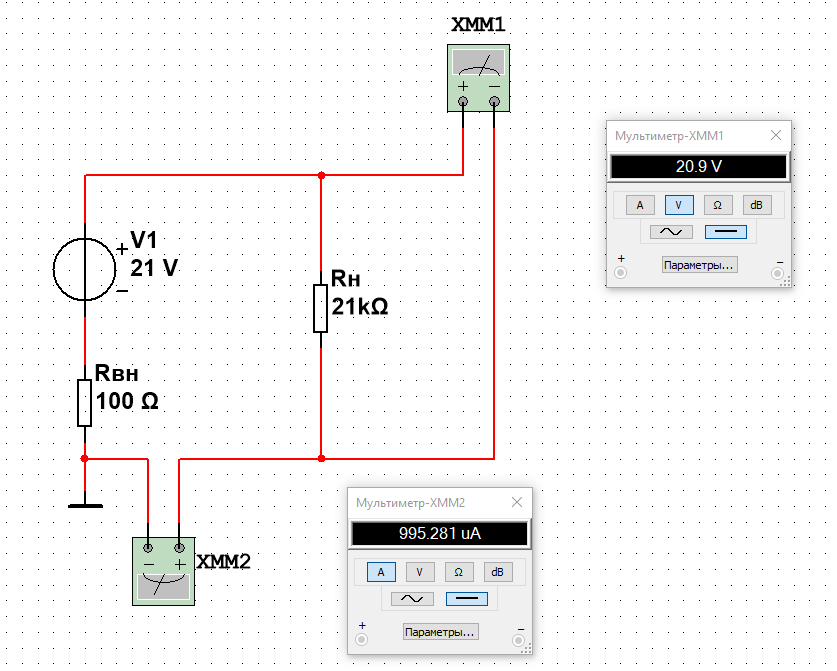 XMM1
+ −
Мультиметр-XMM1
20.9 V
A V Ω dB
+ Параметры... −
+ V1
21 V
−
Rн
21kΩ
Rвн
100 Ω
− +
XMM2
Мультиметр-XMM2
995.281 uA
A V Ω dB
+ Параметры... −